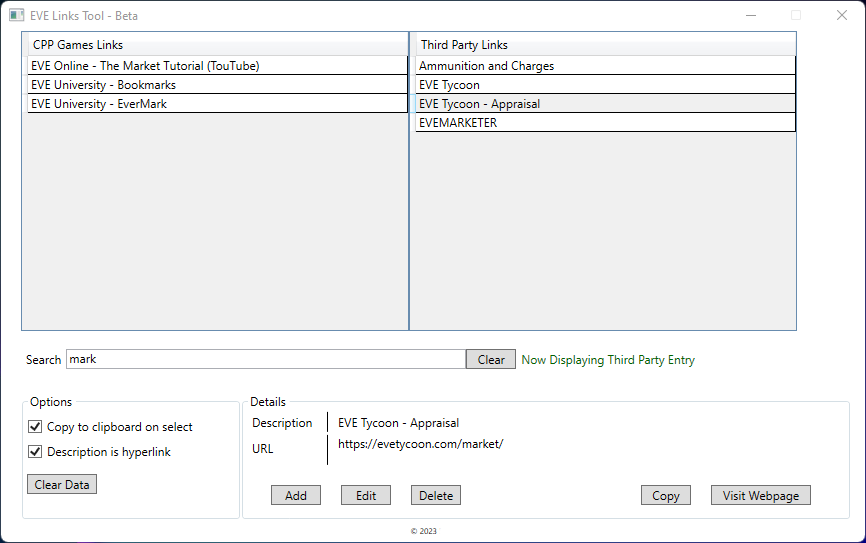 EVE Links Tool - Beta
CPP Games Links
Third Party Links
EVE Online - The Market Tutorial (TouTube)
Ammunition and Charges
EVE University - Bookmarks
EVE Tycoon
EVE University - EverMark
EVE Tycoon - Appraisal
EVEMARKETER
Search mark Clear Now Displaying Third Party Entry
Options
Copy to clipboard on select
Description is hyperlink
Clear Data
Details
Description EVE Tycoon - Appraisal
URL https://evetycoon.com/market/
Add Edit Delete Copy Visit Webpage
© 2023